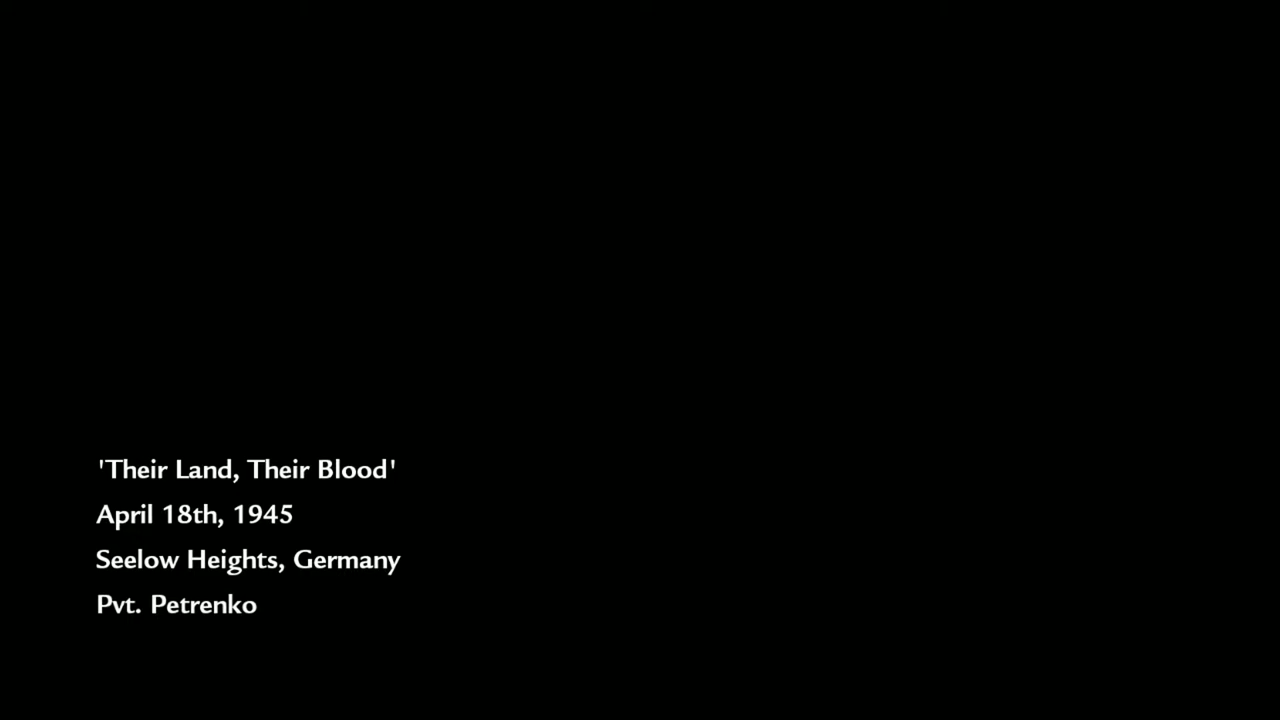 'Their Land, Their Blood'
April 18th, 1945
Seelow Heights, Germany
Pvt. Petrenko